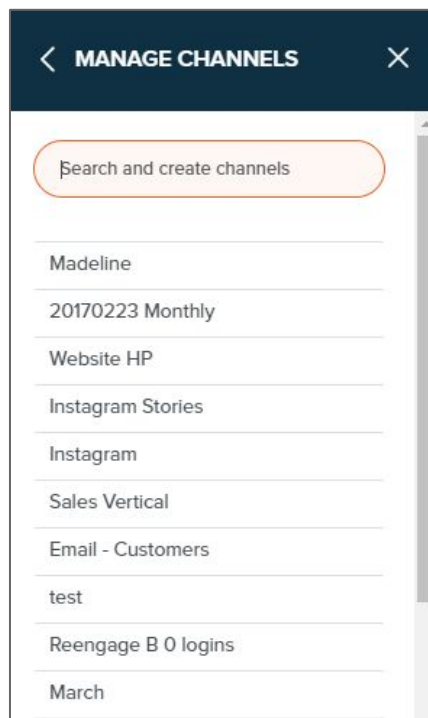 MANAGE CHANNELS
Search and create channels
Madeline
20170223 Monthly
Website HP
Instagram Stories
Instagram
Sales Vertical
Email - Customers
test
Reengage B 0 logins
March